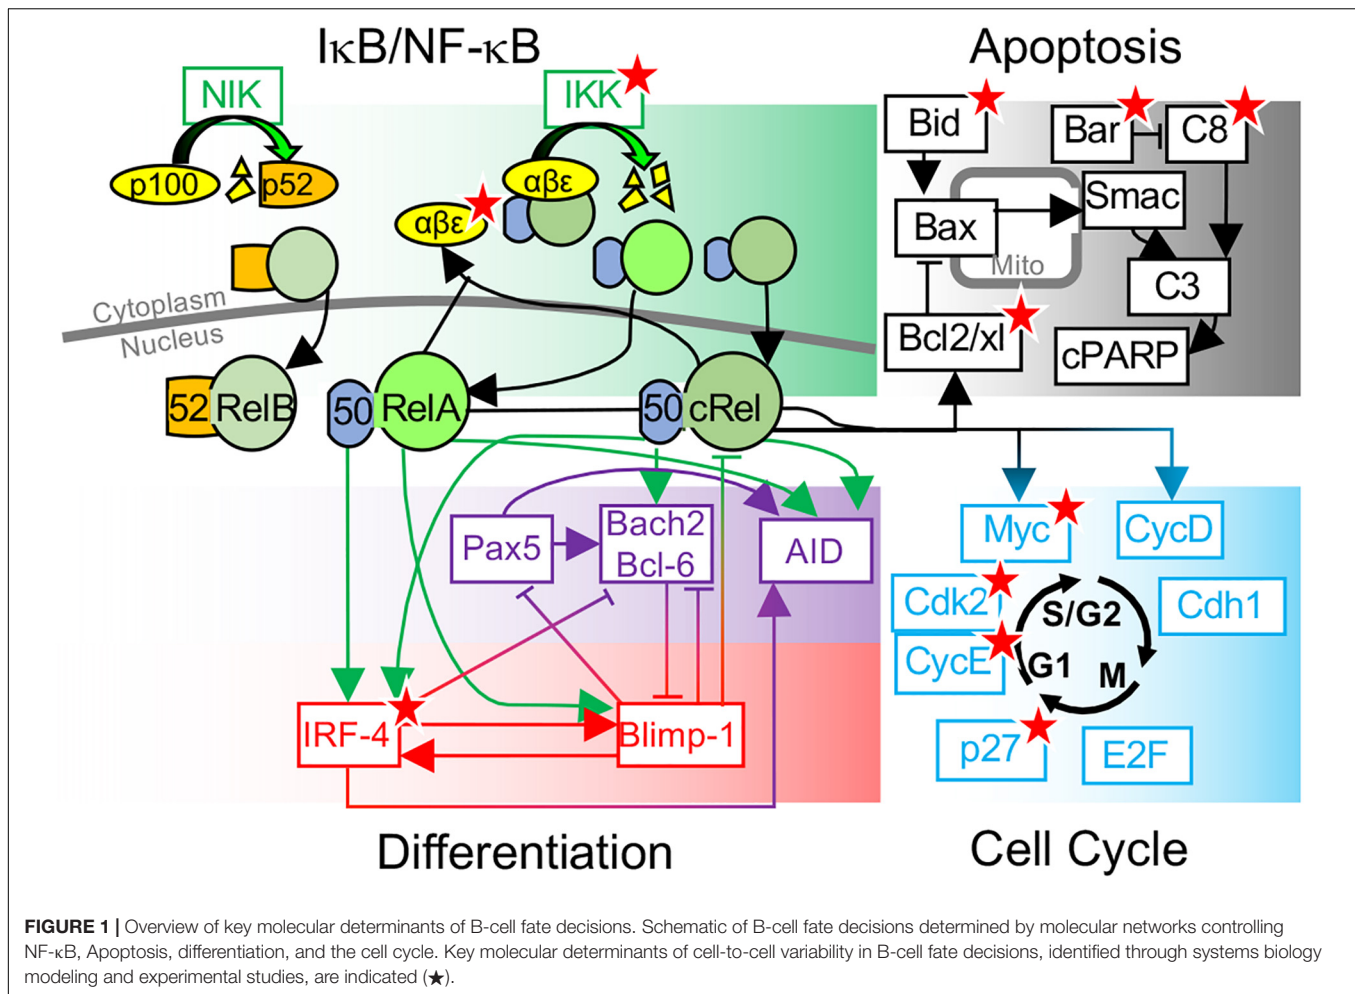 IκB/NF-κB
Apoptosis
NIK
IKK
Bid
Bar
C8
p100
p52
αβε
αβε
Smac
Bax
Mito
C3
Cytoplasm
Nucleus
Bcl2/xl
cPARP
52 RelB
50 RelA
50 cRel
Pax5
Bach2
Bcl-6
AID
Myc
CycD
Cdk2
Cdh1
S/G2
CycE
G1
M
IRF-4
Blimp-1
p27
E2F
Differentiation
Cell Cycle
FIGURE 1 | Overview of key molecular determinants of B-cell fate decisions. Schematic of B-cell fate decisions determined by molecular networks controlling
NF-κB, Apoptosis, differentiation, and the cell cycle. Key molecular determinants of cell-to-cell variability in B-cell fate decisions, identified through systems biology
modeling and experimental studies, are indicated (★).